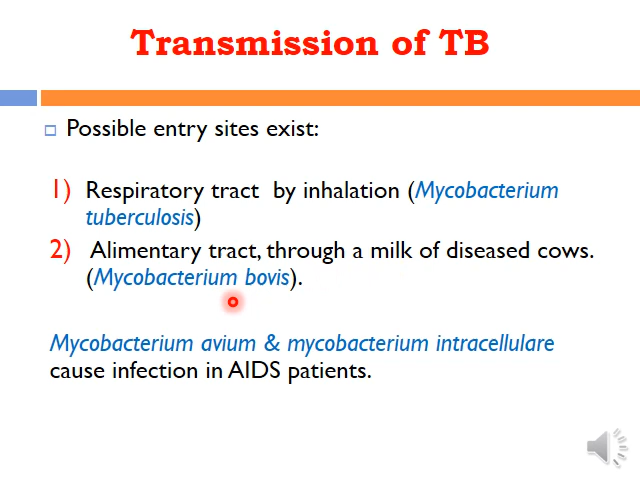 Transmission of TB
Possible entry sites exist:
1) Respiratory tract by inhalation (Mycobacterium
tuberculosis)
2) Alimentary tract, through a milk of diseased cows.
(Mycobacterium bovis).
Mycobacterium avium & mycobacterium intracellulare
cause infection in AIDS patients.